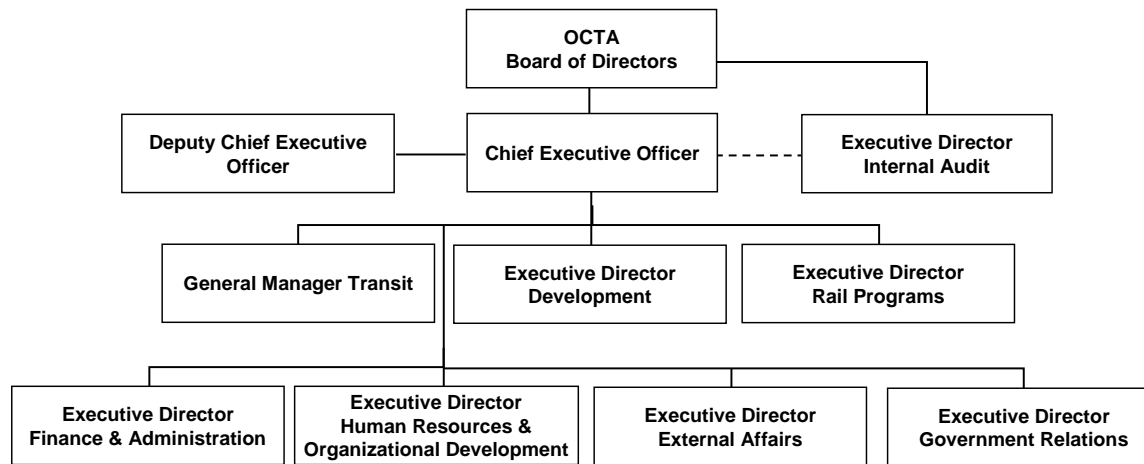 OCTA
Board of Directors
Deputy Chief Executive
Officer
Chief Executive Officer
Executive Director
Internal Audit
General Manager Transit
Executive Director
Development
Executive Director
Rail Programs
Executive Director
Finance & Administration
Executive Director
Human Resources &
Organizational Development
Executive Director
External Affairs
Executive Director
Government Relations